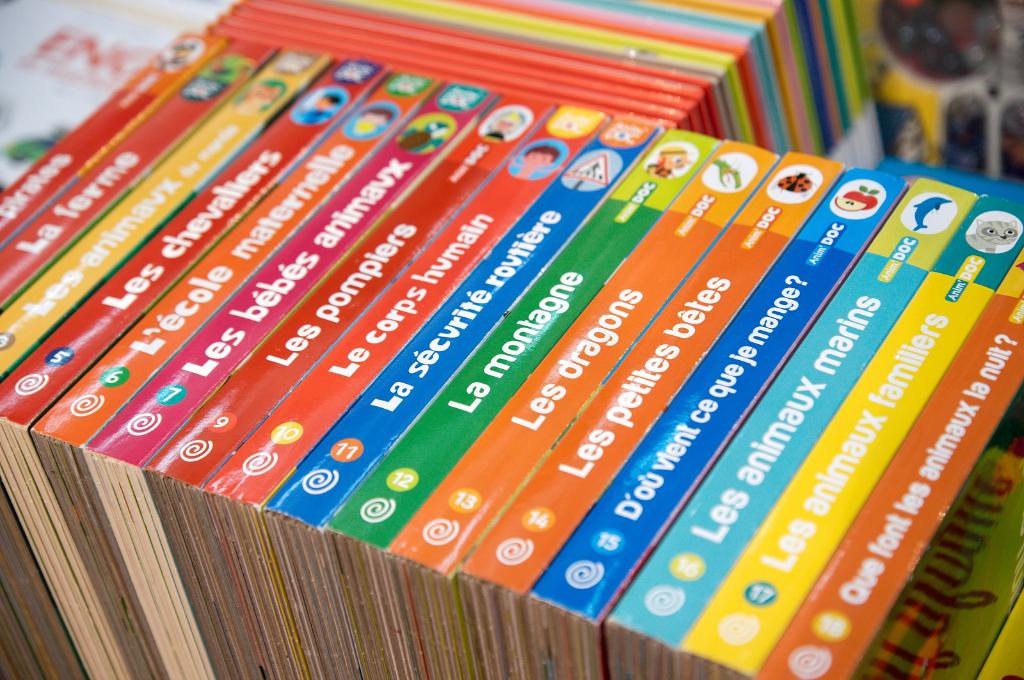 La ferme
Les animaux du monde
Les chevaliers
4
L'école maternelle
6
Les bébés animaux
7
Les pompiers
9
Le corps humain
10
La sécurité routière
11
La montagne
12
Anim'DOC
Les dragons
13
Anim'DOC
Les petites bêtes
14
Anim'DOC
D'où vient ce que je mange ?
15
Anim'DOC
Les animaux marins
16
Anim'DOC
Les animaux familiers
17
Anim'DOC
Que font les animaux la nuit ?
18